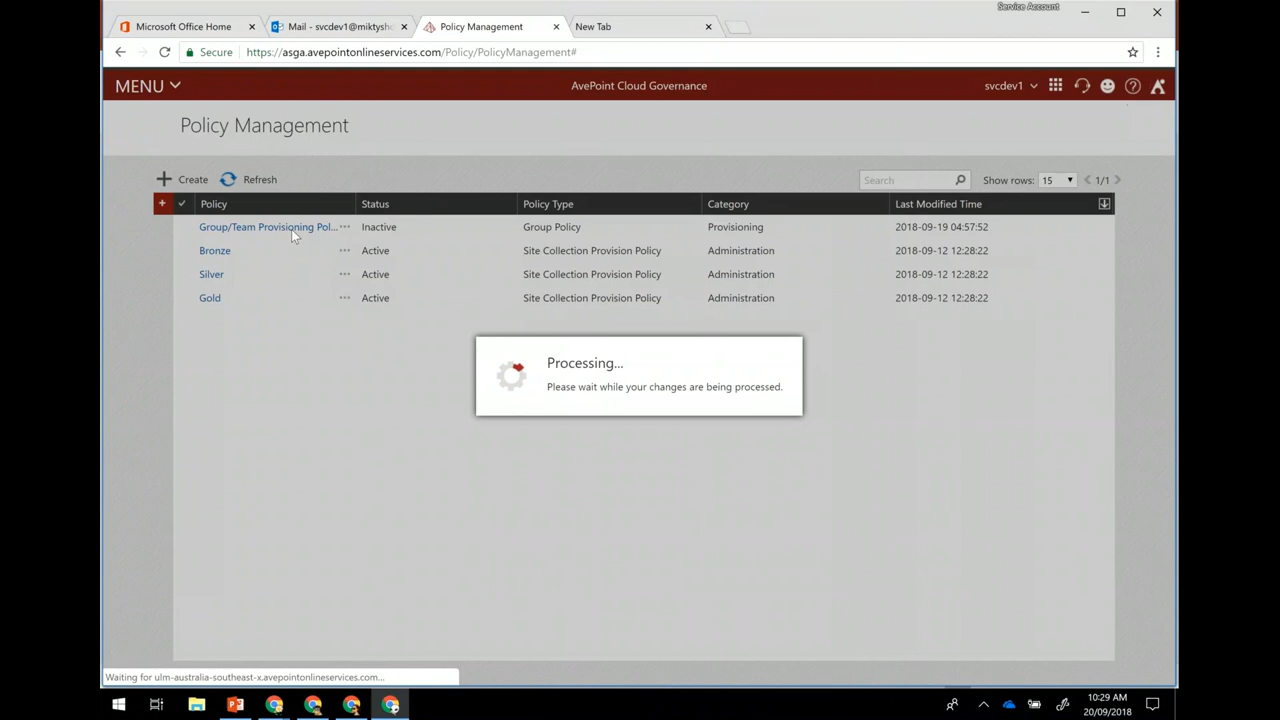 Service Account
Microsoft Office Home
Mail - svcdev1@miktysho
Policy Management
New Tab
Secure
https://asga.avepointonlineservices.com/Policy/PolicyManagement#
MENU
AvePoint Cloud Governance
svcdev1
Policy Management
Create
Refresh
Search
Show rows: 15
1/1
Policy Status Policy Type Category Last Modified Time
Group/Team Provisioning Pol... Inactive Group Policy Provisioning 2018-09-19 04:57:52
Bronze Active Site Collection Provision Policy Administration 2018-09-12 12:28:22
Silver Active Site Collection Provision Policy Administration 2018-09-12 12:28:22
Gold Active Site Collection Provision Policy Administration 2018-09-12 12:28:22
Processing...
Please wait while your changes are being processed.
Waiting for ulm-australia-southeast-x.avepointonlineservices.com...
10:29 AM
20/09/2018